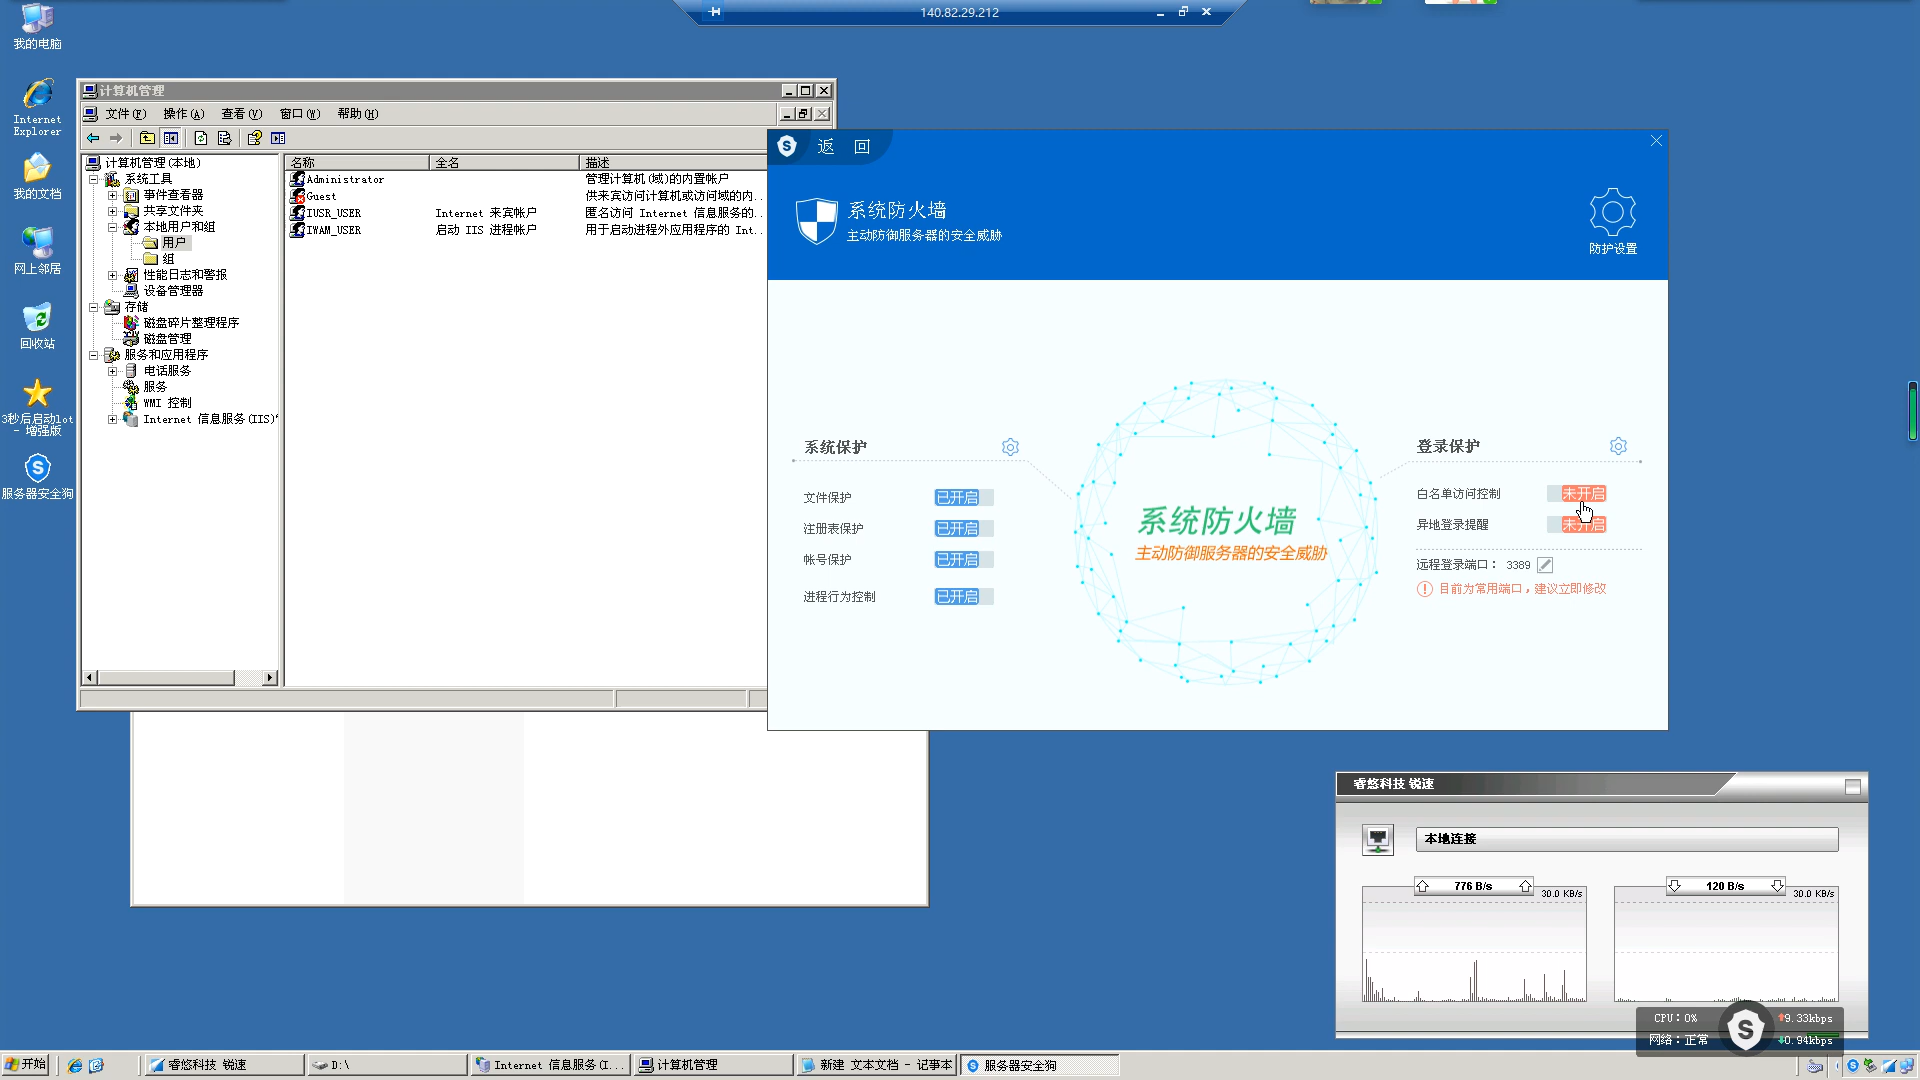 140.82.29.212
我的电脑
Internet Explorer
我的文档
网上邻居
回收站
3秒后启动lot
- 增强版
服务器安全狗
计算机管理
文件(F) 操作(A) 查看(V) 窗口(W) 帮助(H)
计算机管理(本地)
系统工具
事件查看器
共享文件夹
本地用户和组
用户
组
性能日志和警报
设备管理器
存储
磁盘碎片整理程序
磁盘管理
服务和应用程序
电话服务
服务
WMI 控制
Internet 信息服务(IIS)
名称 全名 描述
Administrator 管理计算机(域)的内置帐户
Guest 供来宾访问计算机或访问域的内..
IUSR_USER Internet 来宾帐户 匿名访问 Internet 信息服务的..
IWAM_USER 启动 IIS 进程帐户 用于启动进程外应用程序的 Int..
返 回
系统防火墙
主动防御服务器的安全威胁
防护设置
系统保护
文件保护 已开启
注册表保护 已开启
帐号保护 已开启
进程行为控制 已开启
系统防火墙
主动防御服务器的安全威胁
登录保护
白名单访问控制 未开启
异地登录提醒 未开启
远程登录端口： 3389
目前为常用端口，建议立即修改
睿悠科技 锐速
本地连接
776 B/s 30.0 KB/s
120 B/s 30.0 KB/s
CPU：0% 9.33kbps
网络：正常 0.94kbps
开始
睿悠科技 锐速
D:\
Internet 信息服务(I...
计算机管理
新建 文本文档 - 记事本
服务器安全狗